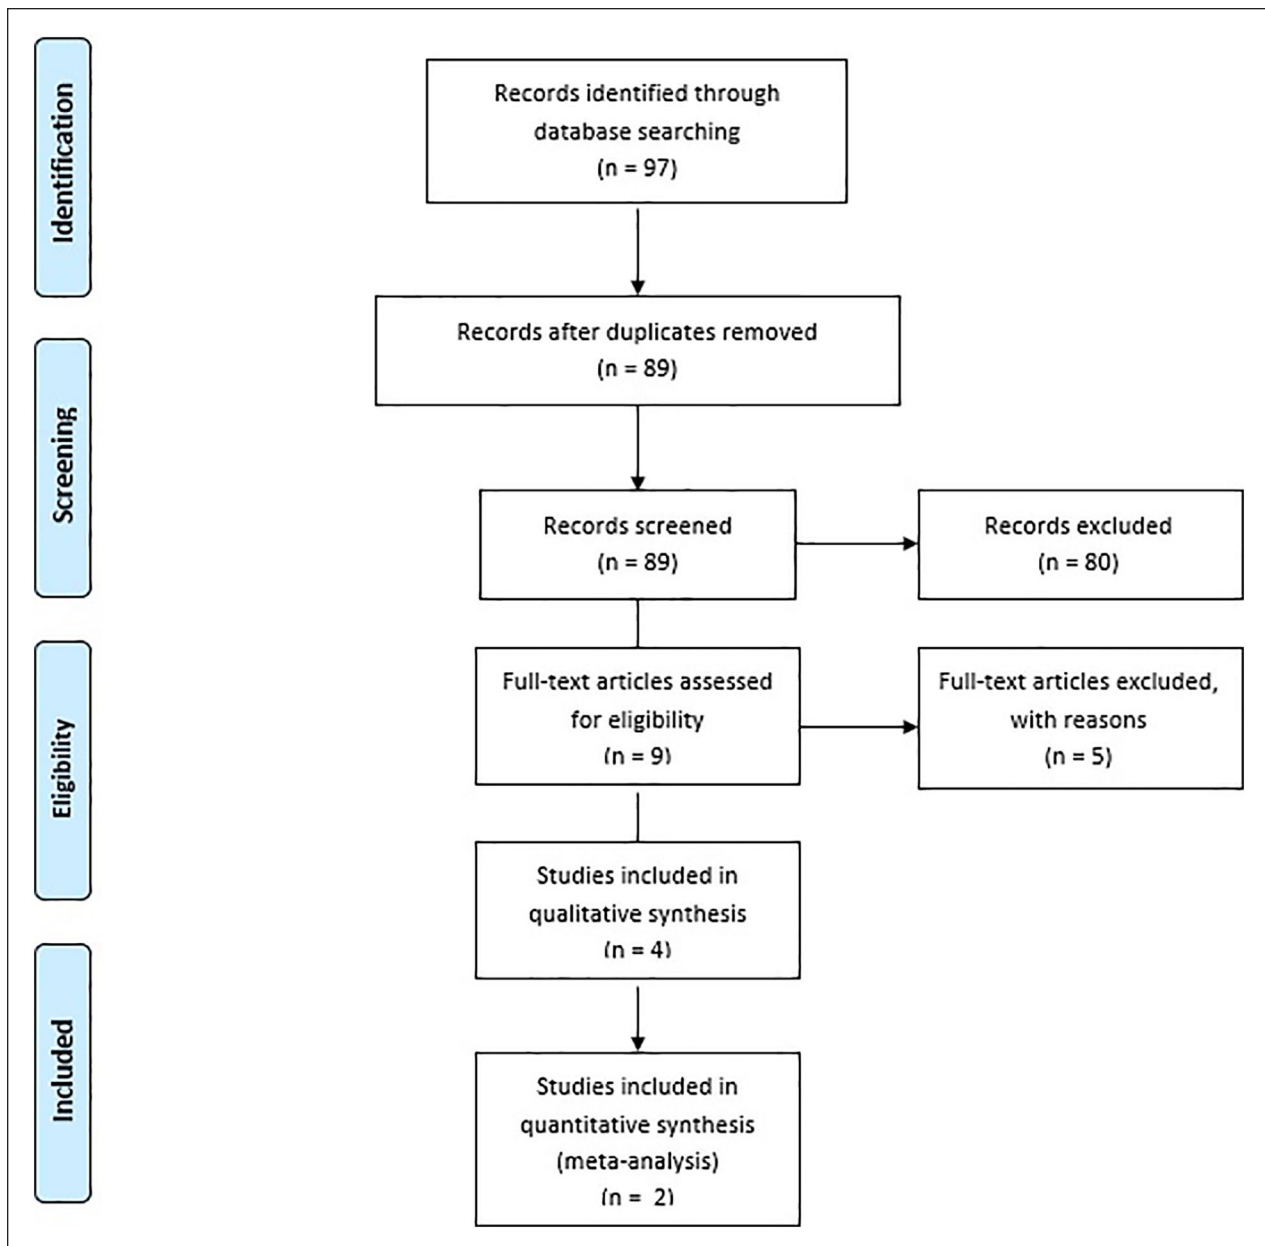 Identification
Records identified through
database searching
(n = 97)
Records after duplicates removed
(n = 89)
Screening
Records screened
(n = 89)
Records excluded
(n = 80)
Eligibility
Full-text articles assessed
for eligibility
(n = 9)
Full-text articles excluded,
with reasons
(n = 5)
Studies included in
qualitative synthesis
(n = 4)
Included
Studies included in
quantitative synthesis
(meta-analysis)
(n = 2)